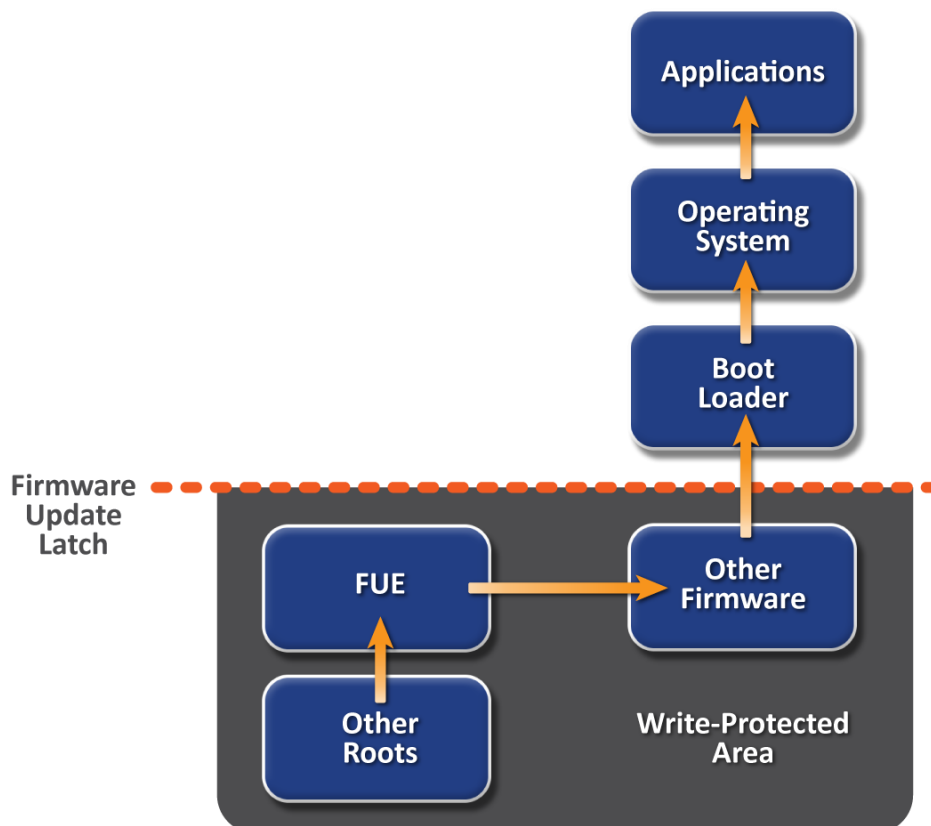 Applications
Operating
System
Boot
Loader
Firmware
Update
Latch
FUE
Other
Firmware
Other
Roots
Write-Protected
Area